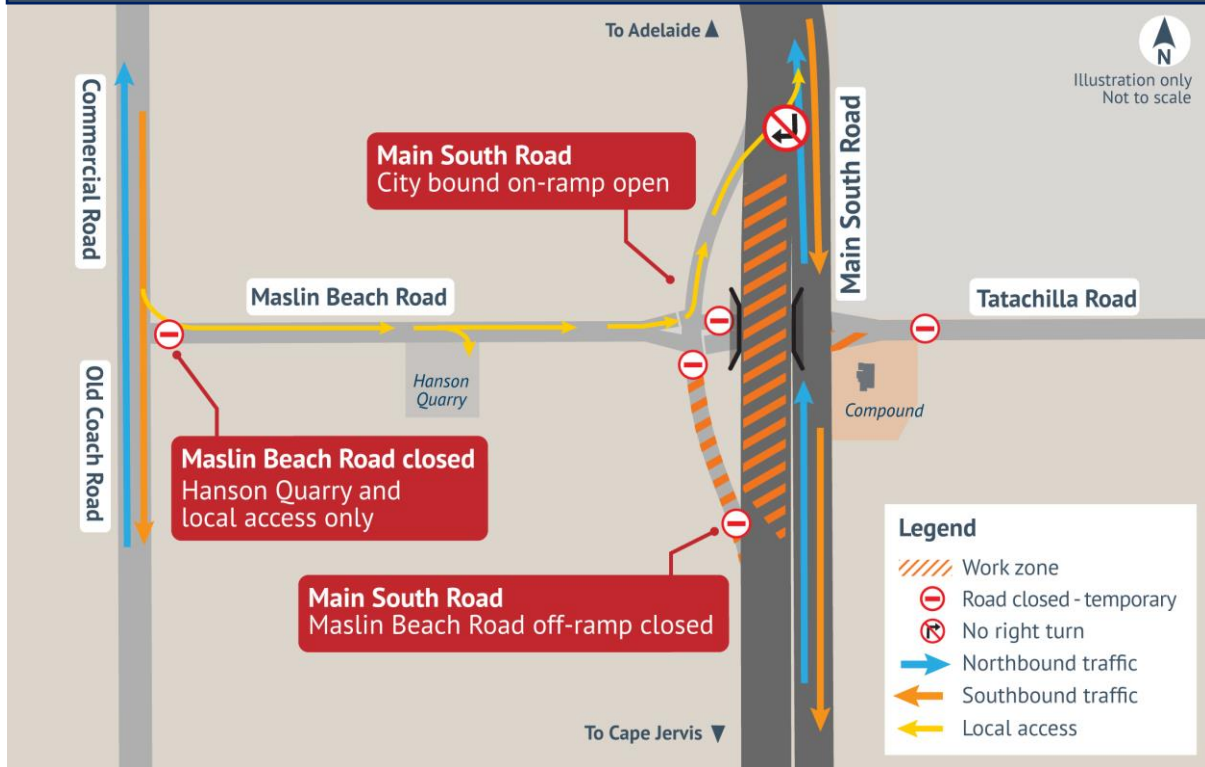 To Adelaide ▲
N
Illustration only
Not to scale
Commercial Road
Main South Road
Main South Road
City bound on-ramp open
Maslin Beach Road
Tatachilla Road
Old Coach Road
Hanson
Quarry
Compound
Maslin Beach Road closed
Hanson Quarry and
local access only
Main South Road
Maslin Beach Road off-ramp closed
To Cape Jervis ▼
Legend
Work zone
Road closed - temporary
No right turn
Northbound traffic
Southbound traffic
Local access